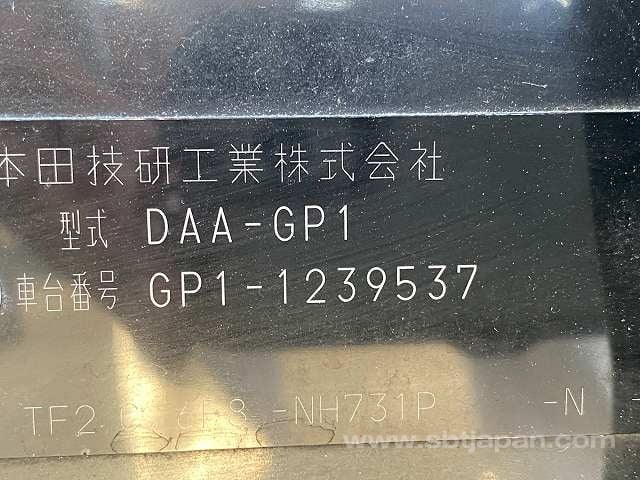 本田技研工業株式会社
型式 DAA-GP1
車台番号 GP1-1239537
TF2 -NH731P -N -
www.sbtjapan.com